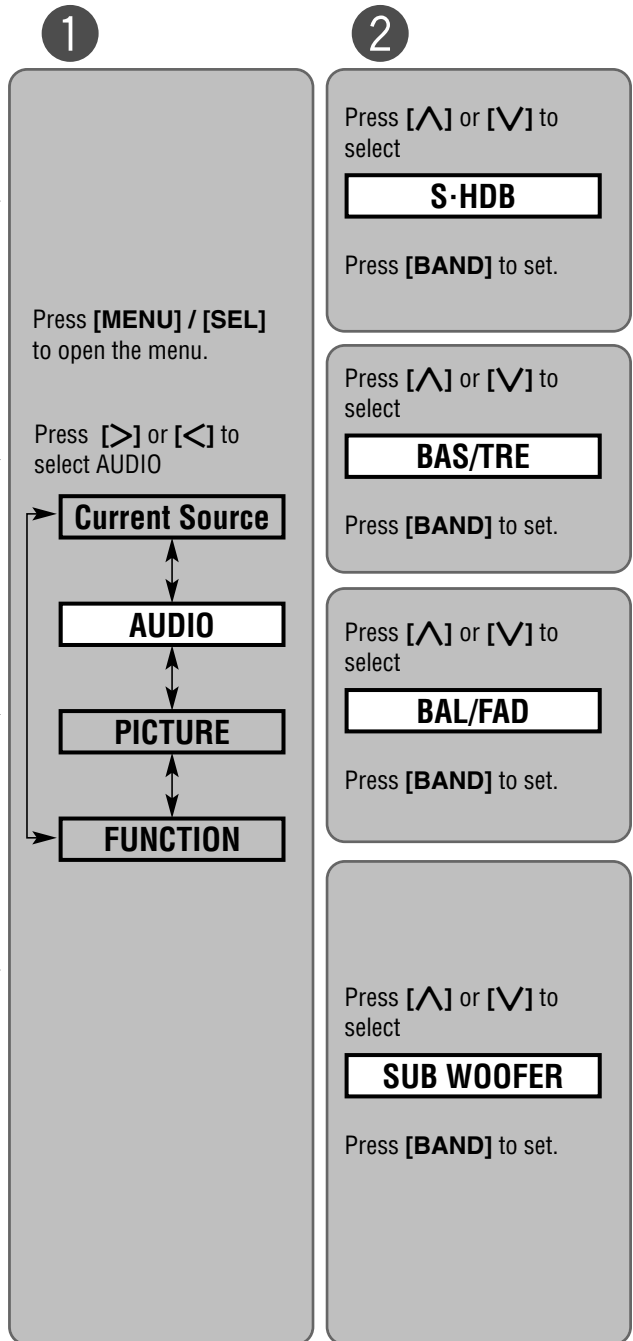 1
Press [MENU] / [SEL]
to open the menu.
Press [>] or [<] to
select AUDIO
Current Source
AUDIO
PICTURE
FUNCTION
2
Press [∧] or [∨] to
select
S·HDB
Press [BAND] to set.
Press [∧] or [∨] to
select
BAS/TRE
Press [BAND] to set.
Press [∧] or [∨] to
select
BAL/FAD
Press [BAND] to set.
Press [∧] or [∨] to
select
SUB WOOFER
Press [BAND] to set.